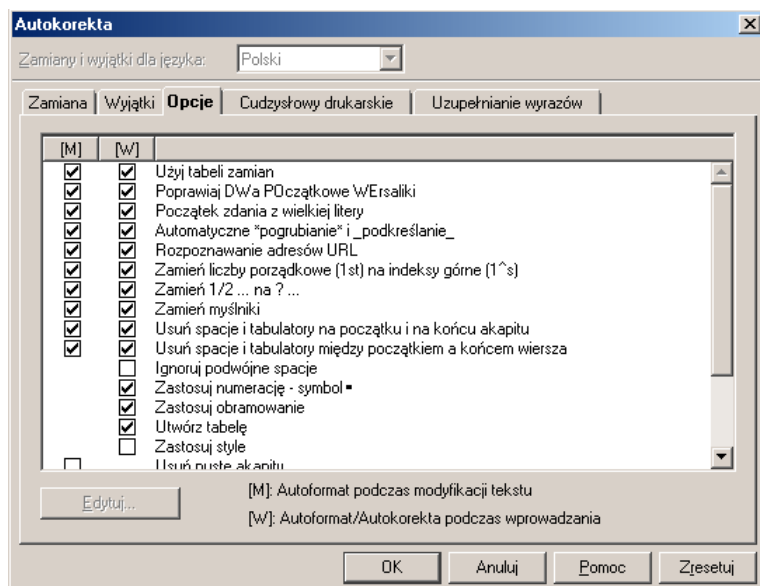 Autokorekta
Zamiany i wyjątki dla języka: Polski
Zamiana Wyjątki Opcje Cudzysłowy drukarskie Uzupełnianie wyrazów
[M] [W]
Użyj tabeli zamian
Poprawiaj DWa POczątkowe WErsaliki
Początek zdania z wielkiej litery
Automatyczne *pogrubianie* i _podkreślanie_
Rozpoznawanie adresów URL
Zamień liczby porządkowe (1st) na indeksy górne (1^s)
Zamień 1/2 ... na ? ...
Zamień myślniki
Usuń spacje i tabulatory na początku i na końcu akapitu
Usuń spacje i tabulatory między początkiem a końcem wiersza
Ignoruj podwójne spacje
Zastosuj numerację - symbol ▪
Zastosuj obramowanie
Utwórz tabelę
Zastosuj style
Usuń puste akapitu
Edytuj...
[M]: Autoformat podczas modyfikacji tekstu
[W]: Autoformat/Autokorekta podczas wprowadzania
OK Anuluj Pomoc Zresetuj